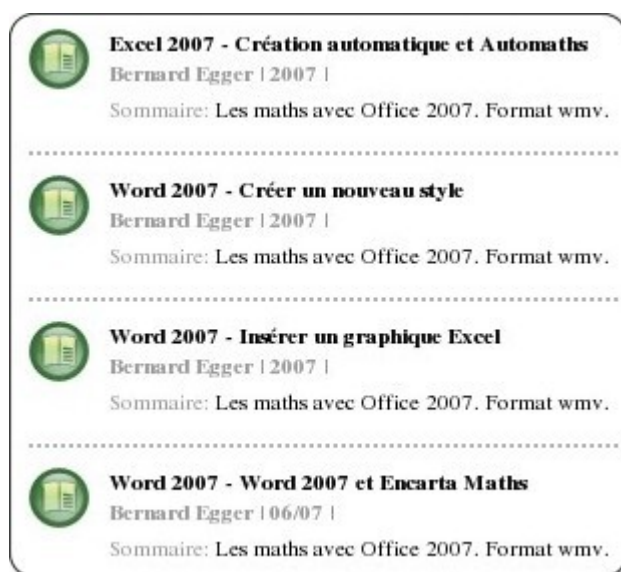 Excel 2007 - Création automatique et Automaths
Bernard Egger | 2007 |
Sommaire: Les maths avec Office 2007. Format wmv.
Word 2007 - Créer un nouveau style
Bernard Egger | 2007 |
Sommaire: Les maths avec Office 2007. Format wmv.
Word 2007 - Insérer un graphique Excel
Bernard Egger | 2007 |
Sommaire: Les maths avec Office 2007. Format wmv.
Word 2007 - Word 2007 et Encarta Maths
Bernard Egger | 06/07 |
Sommaire: Les maths avec Office 2007. Format wmv.